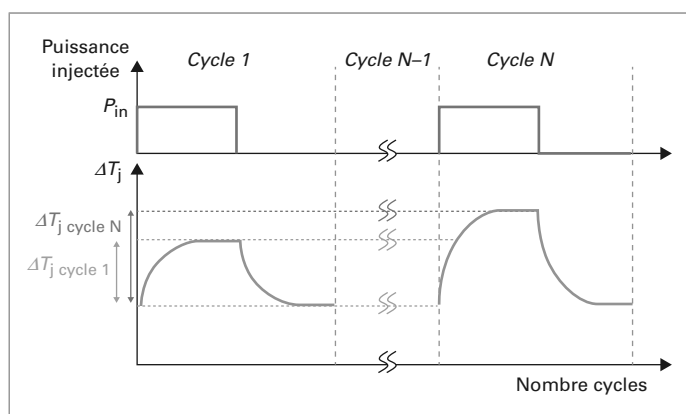 Puissance
injectée
Cycle 1
Cycle N–1
Cycle N
P_in
ΔT_j
ΔT_j cycle N
ΔT_j cycle 1
Nombre cycles